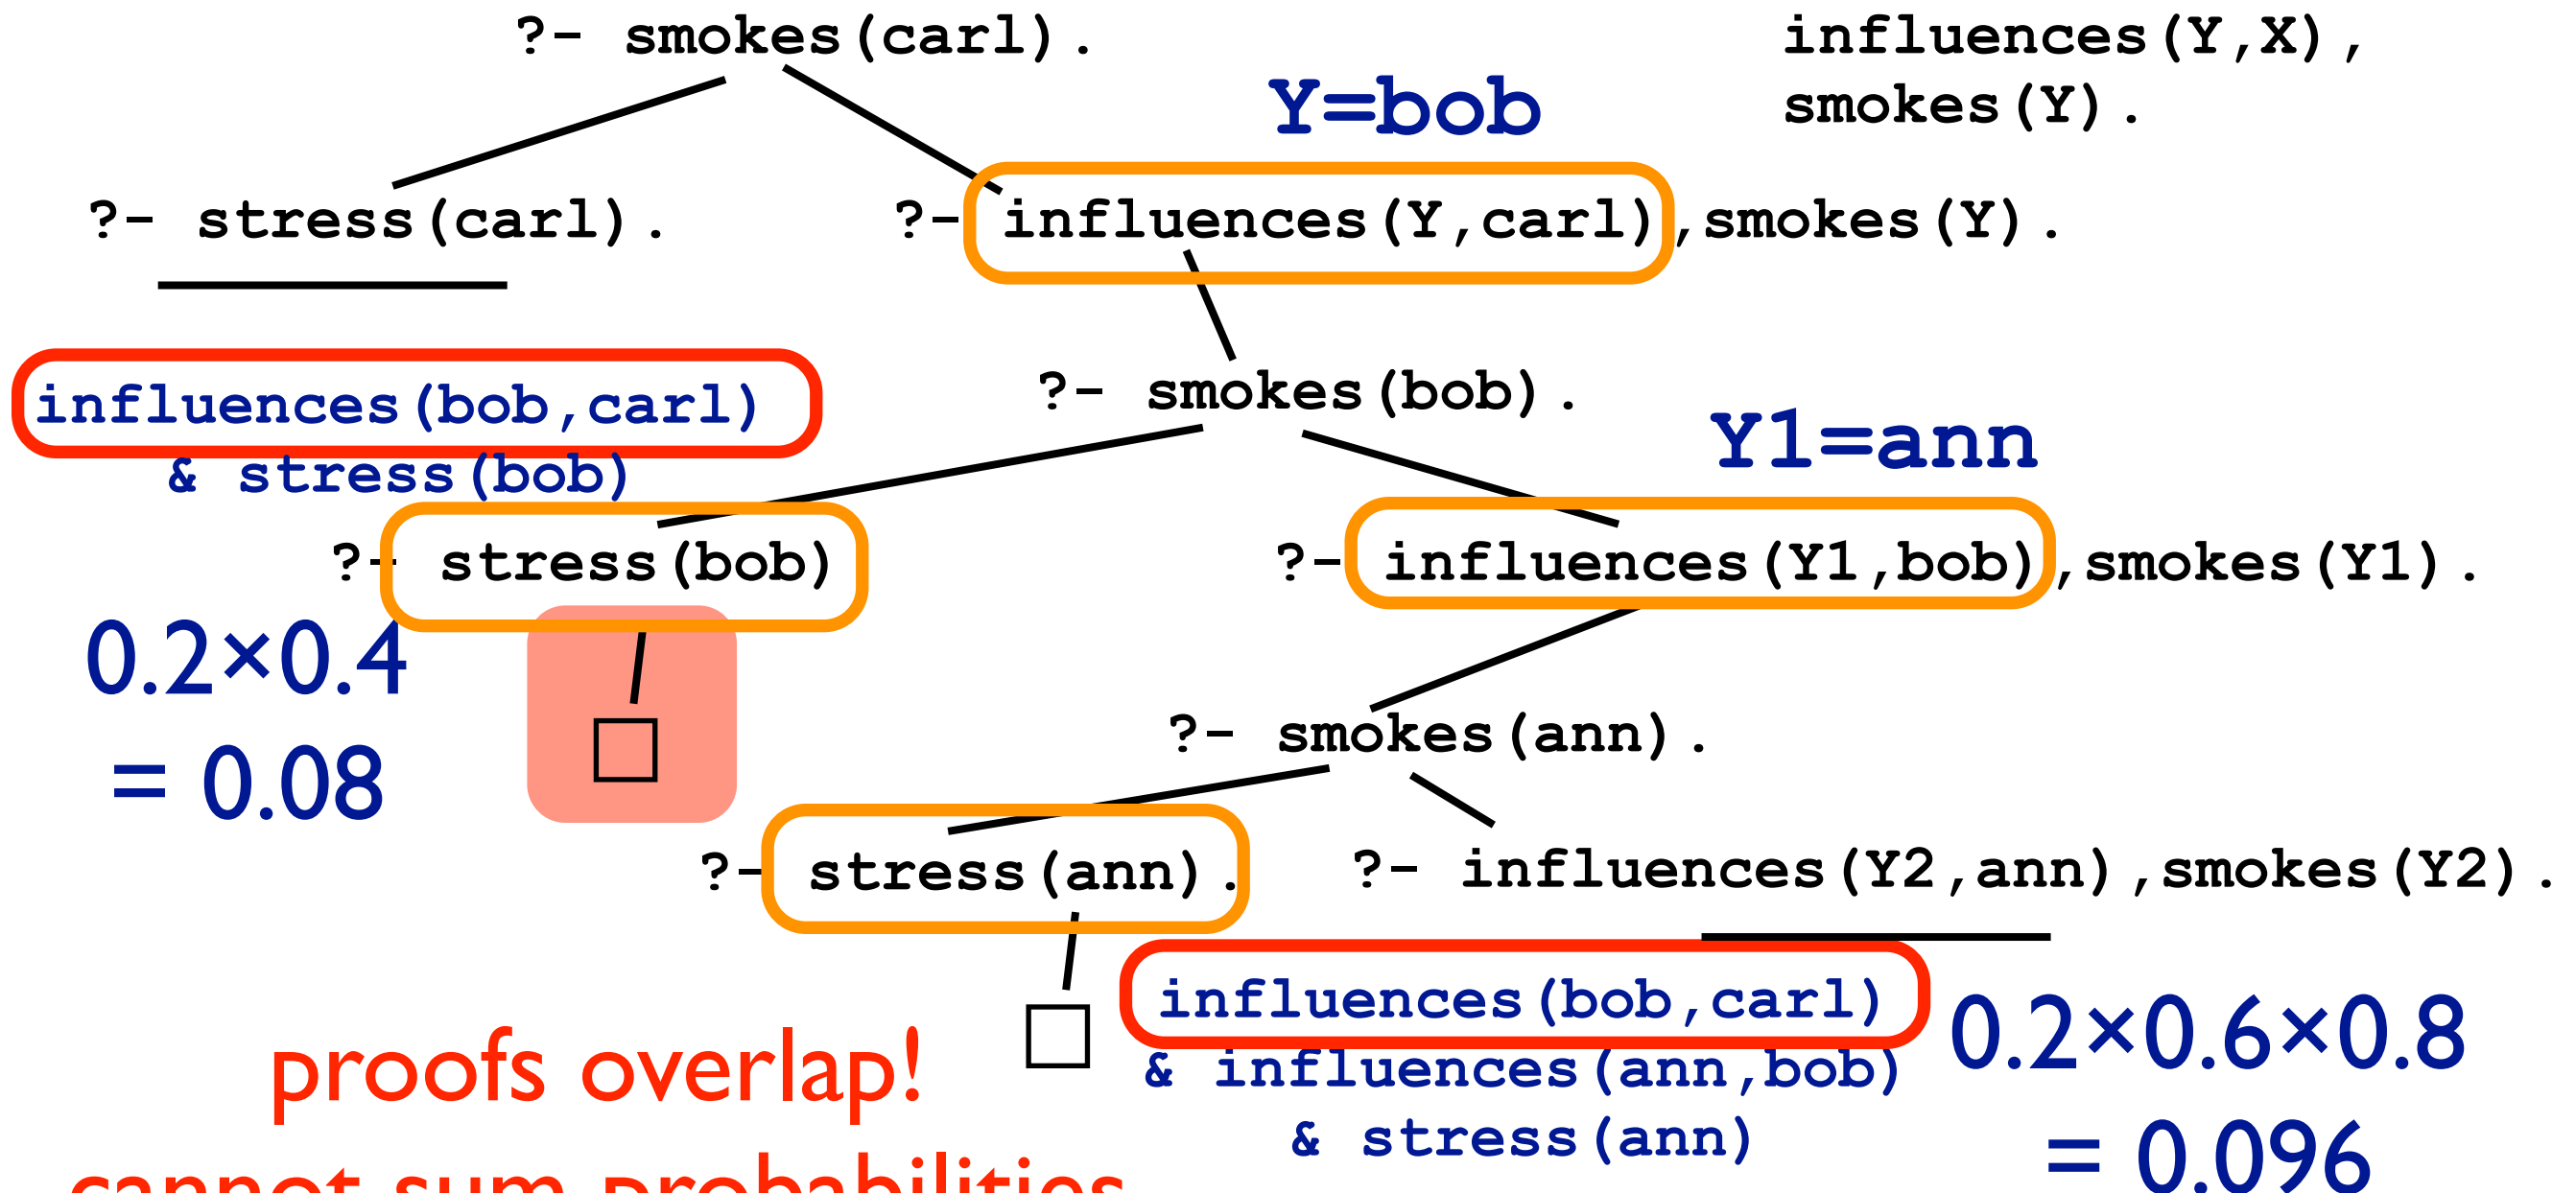 ?- smokes(carl).
influences(Y,X),
smokes(Y).
Y=bob
?- stress(carl).
?- influences(Y,carl),smokes(Y).
influences(bob,carl)
& stress(bob)
?- smokes(bob).
Y1=ann
?- stress(bob)
?- influences(Y1,bob),smokes(Y1).
0.2×0.4
= 0.08
?- smokes(ann).
?- stress(ann).
?- influences(Y2,ann),smokes(Y2).
influences(bob,carl)
& influences(ann,bob)
& stress(ann)
0.2×0.6×0.8
= 0.096
proofs overlap!
cannot sum probabilities